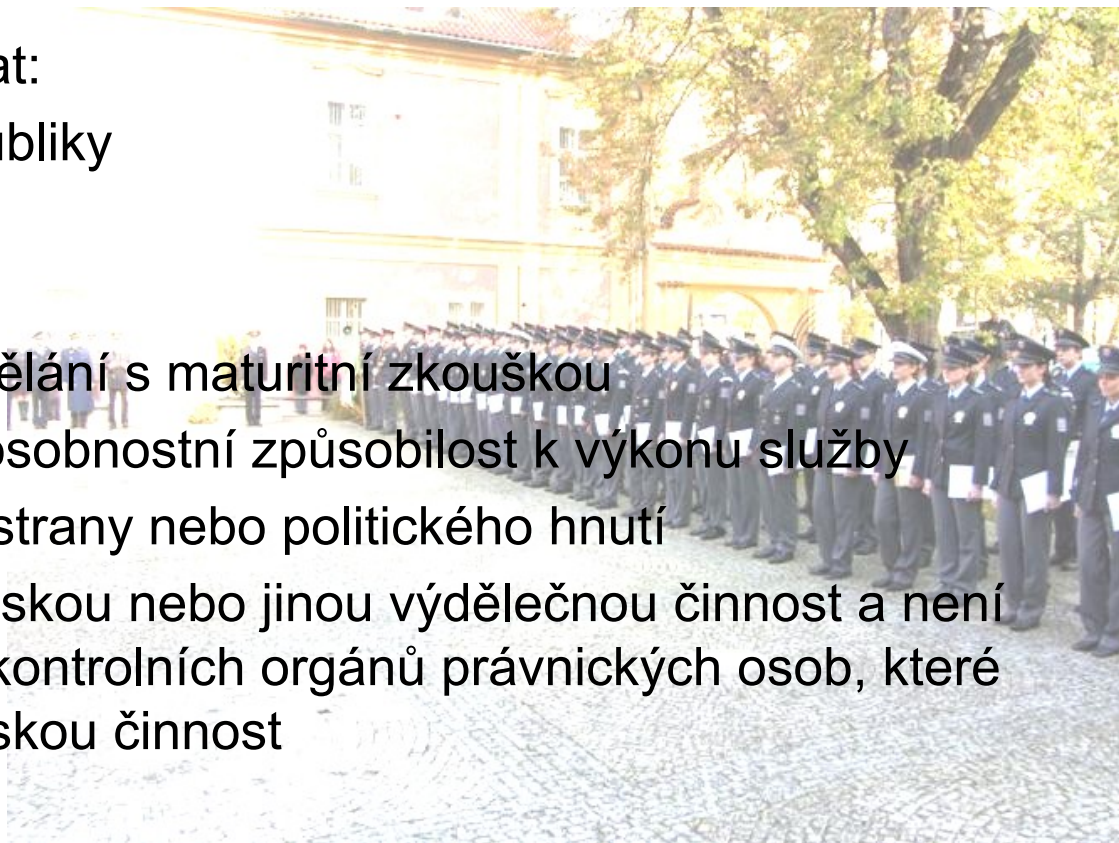 at:
ubliky
ělání s maturitní zkouškou
osobnostní způsobilost k výkonu služby
strany nebo politického hnutí
skou nebo jinou výdělečnou činnost a není
kontrolních orgánů právnických osob, které
skou činnost